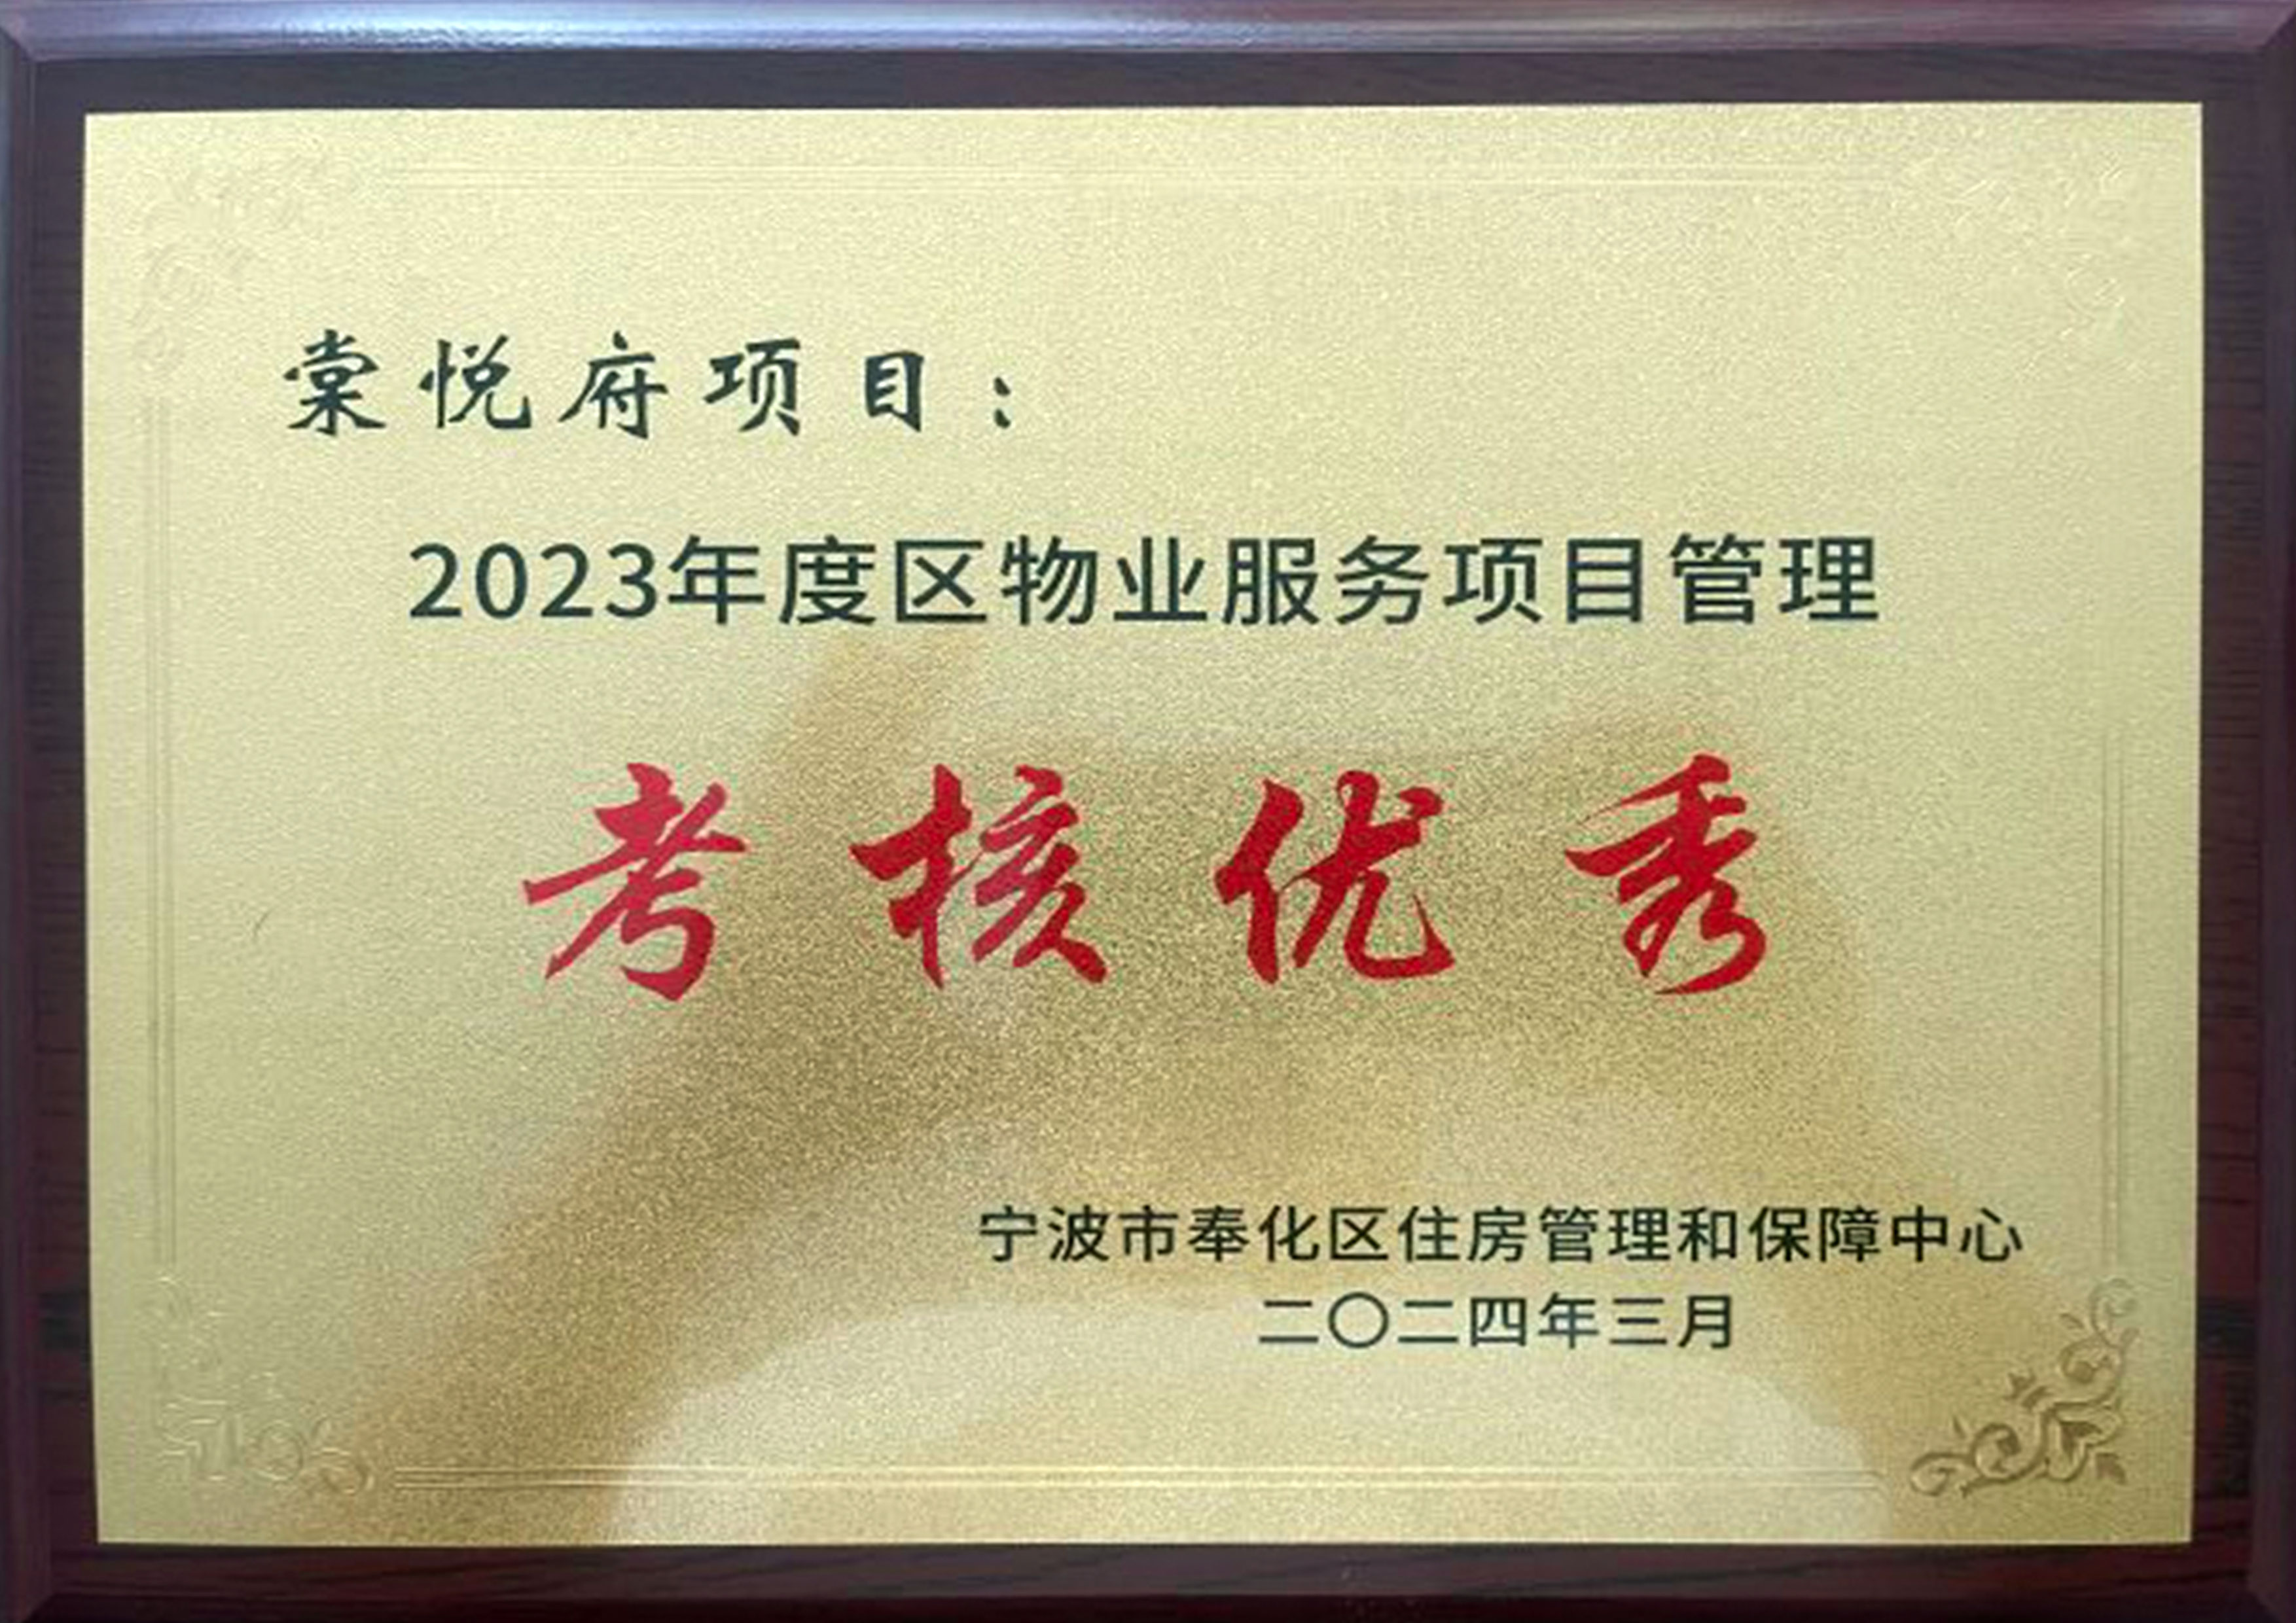 棠悦府项目：
2023年度区物业服务项目管理
考核优秀
宁波市奉化区住房管理和保障中心
二〇二四年三月